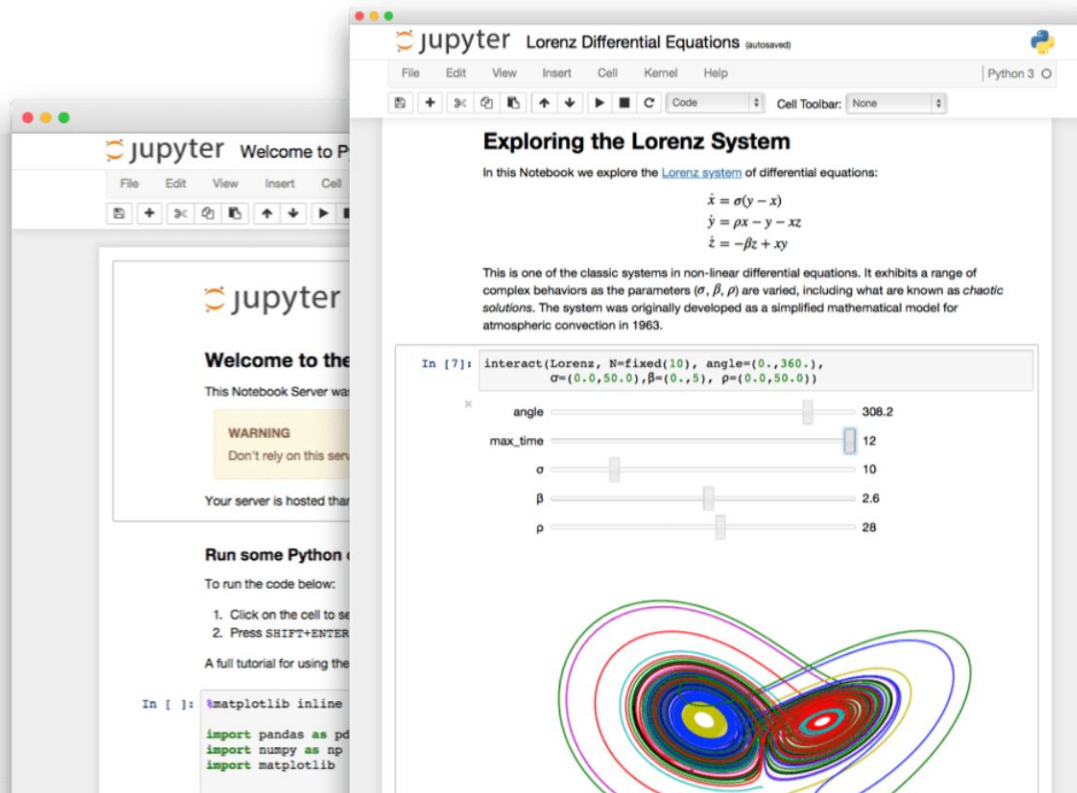 jupyter Lorenz Differential Equations (autosaved)
File Edit View Insert Cell Kernel Help Python 3
Code Cell Toolbar: None
Exploring the Lorenz System
In this Notebook we explore the Lorenz system of differential equations:
ẋ = σ(y − x)
ẏ = ρx − y − xz
ż = −βz + xy
This is one of the classic systems in non-linear differential equations. It exhibits a range of
complex behaviors as the parameters (σ, β, ρ) are varied, including what are known as chaotic
solutions. The system was originally developed as a simplified mathematical model for
atmospheric convection in 1963.
In [7]: interact(Lorenz, N=fixed(10), angle=(0.,360.),
σ=(0.0,50.0),β=(0.,5), ρ=(0.0,50.0))
angle 308.2
max_time 12
σ 10
β 2.6
ρ 28
jupyter Welcome to P
File Edit View Insert Cell
jupyter
Welcome to the
This Notebook Server was
WARNING
Don't rely on this serv
Your server is hosted than
Run some Python
To run the code below:
1. Click on the cell to se
2. Press SHIFT+ENTER
A full tutorial for using the
In [ ]: %matplotlib inline
import pandas as pd
import numpy as np
import matplotlib